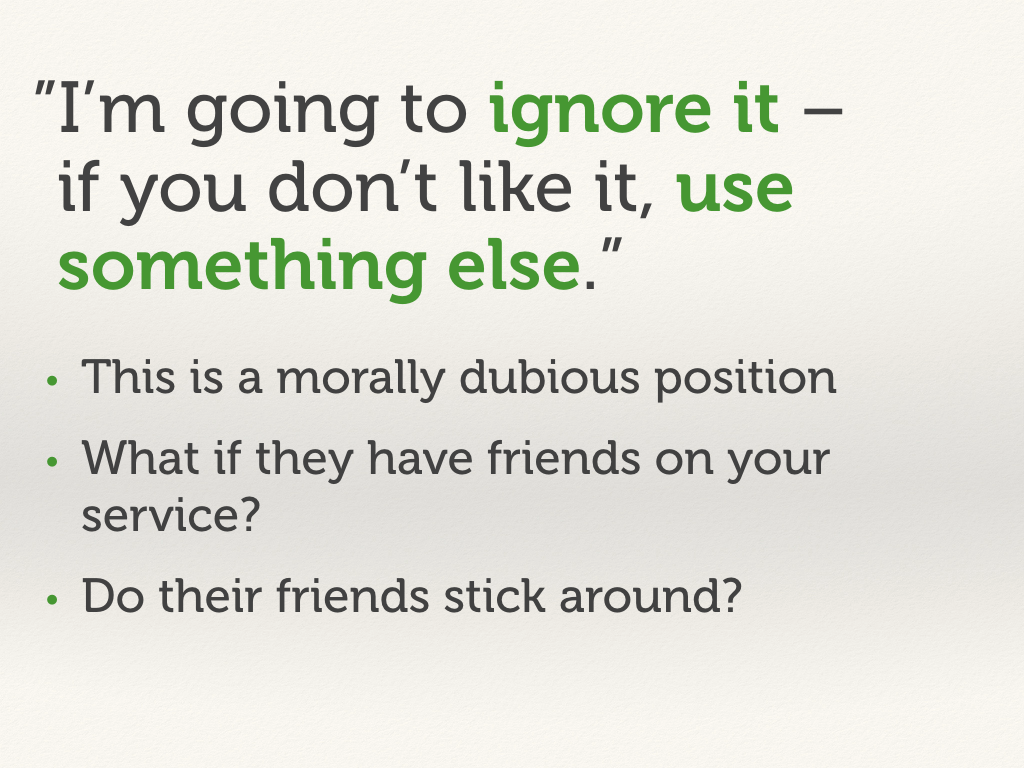 ”I’m going to ignore it –
if you don’t like it, use
something else.”
• This is a morally dubious position
• What if they have friends on your
service?
• Do their friends stick around?